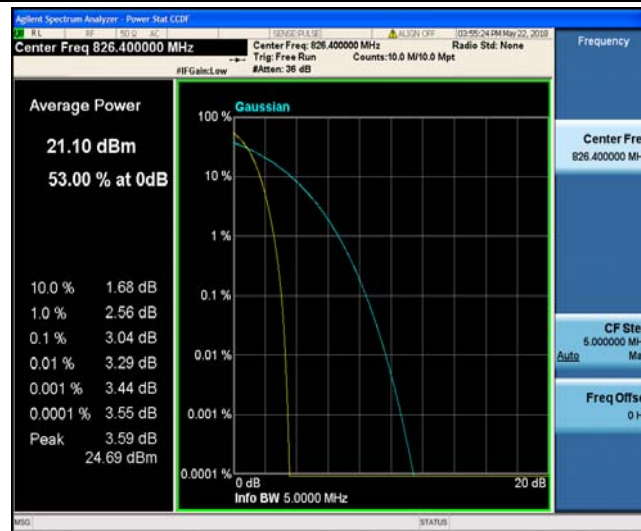 Agilent Spectrum Analyzer - Power Stat CCDF
RL RF 50 Ω AC SENSE:PULSE ALIGN OFF 03:55:24 PM May 22, 2018
Center Freq 826.400000 MHz
Center Freq: 826.400000 MHz Radio Std: None
Trig: Free Run Counts:10.0 M/10.0 Mpt
#IFGain:Low #Atten: 36 dB
Frequency
Average Power
21.10 dBm
53.00 % at 0dB
10.0 % 1.68 dB
1.0 % 2.56 dB
0.1 % 3.04 dB
0.01 % 3.29 dB
0.001 % 3.44 dB
0.0001 % 3.55 dB
Peak 3.59 dB
24.69 dBm
Gaussian
100 %
10 %
1 %
0.1 %
0.01 %
0.001 %
0.0001 %
0 dB 20 dB
Info BW 5.0000 MHz
Center Fre
826.400000 MH
CF Ste
5.000000 MH
Auto Ma
Freq Offse
0 H
MSG STATUS